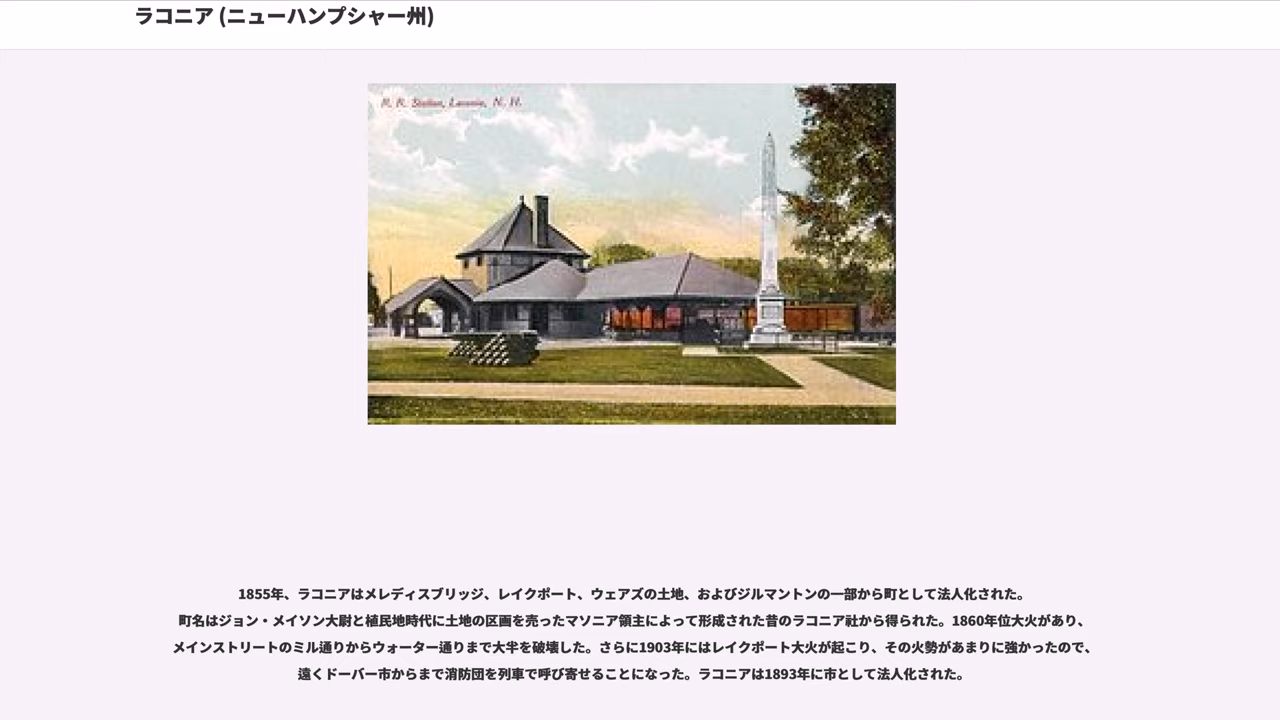 ラコニア (ニューハンプシャー州)
R. R. Station, Laconia, N. H.
1855年、ラコニアはメレディスブリッジ、レイクポート、ウェアズの土地、およびジルマントンの一部から町として法人化された。
町名はジョン・メイソン大尉と植民地時代に土地の区画を売ったマソニア領主によって形成された昔のラコニア社から得られた。1860年位大火があり、
メインストリートのミル通りからウォーター通りまで大半を破壊した。さらに1903年にはレイクポート大火が起こり、その火勢があまりに強かったので、
遠くドーバー市からまで消防団を列車で呼び寄せることになった。ラコニアは1893年に市として法人化された。